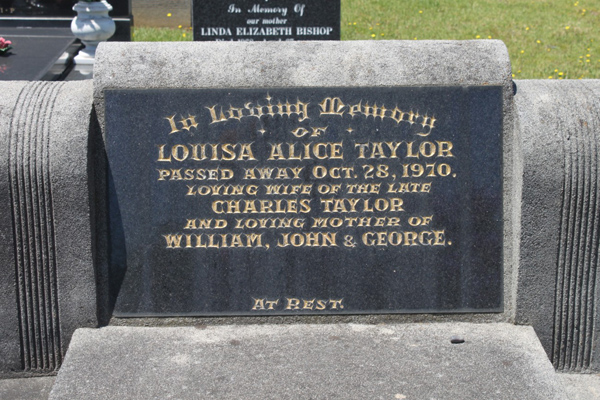 In Memory Of
our mother
LINDA ELIZABETH BISHOP
In Loving Memory
OF
LOUISA ALICE TAYLOR
PASSED AWAY OCT. 28, 1970.
LOVING WIFE OF THE LATE
CHARLES TAYLOR
AND LOVING MOTHER OF
WILLIAM, JOHN & GEORGE.
AT REST.